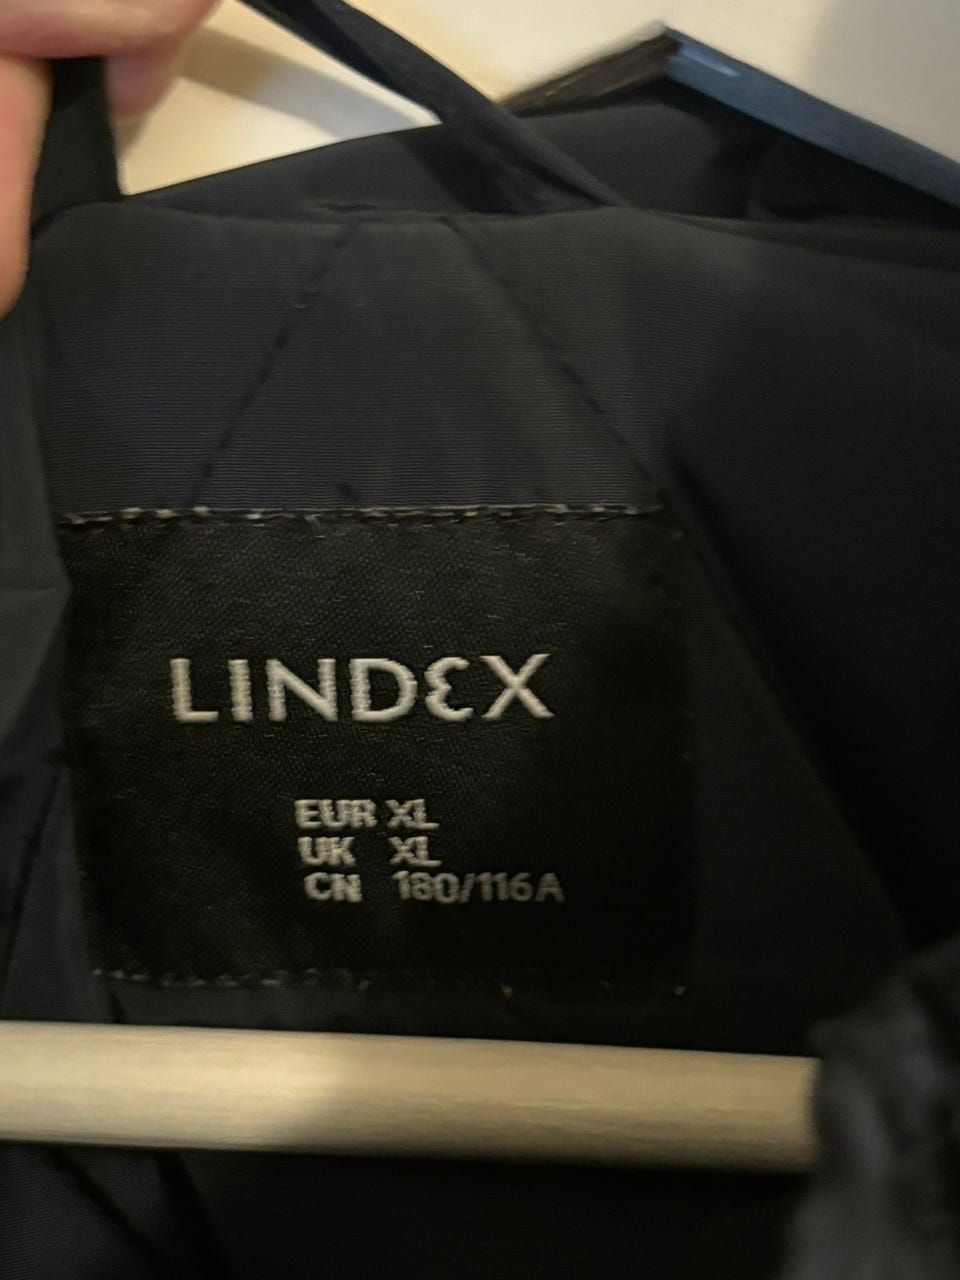 LINDEX
EUR XL
UK XL
CN 180/116A